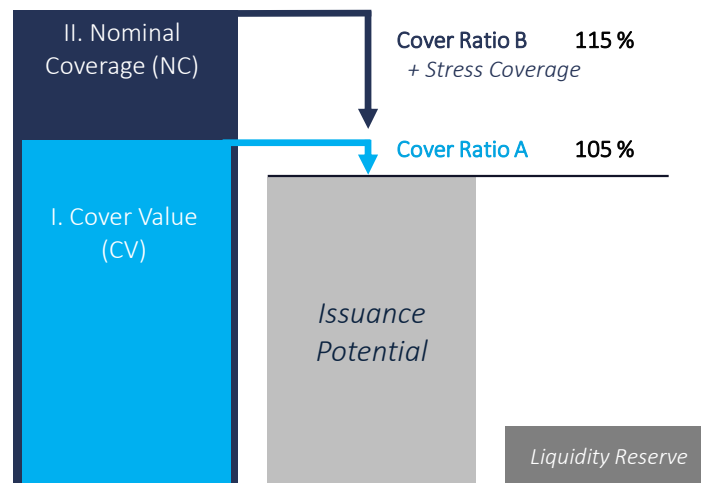 II. Nominal
Coverage (NC)
Cover Ratio B 115 %
+ Stress Coverage
Cover Ratio A 105 %
I. Cover Value
(CV)
Issuance
Potential
Liquidity Reserve